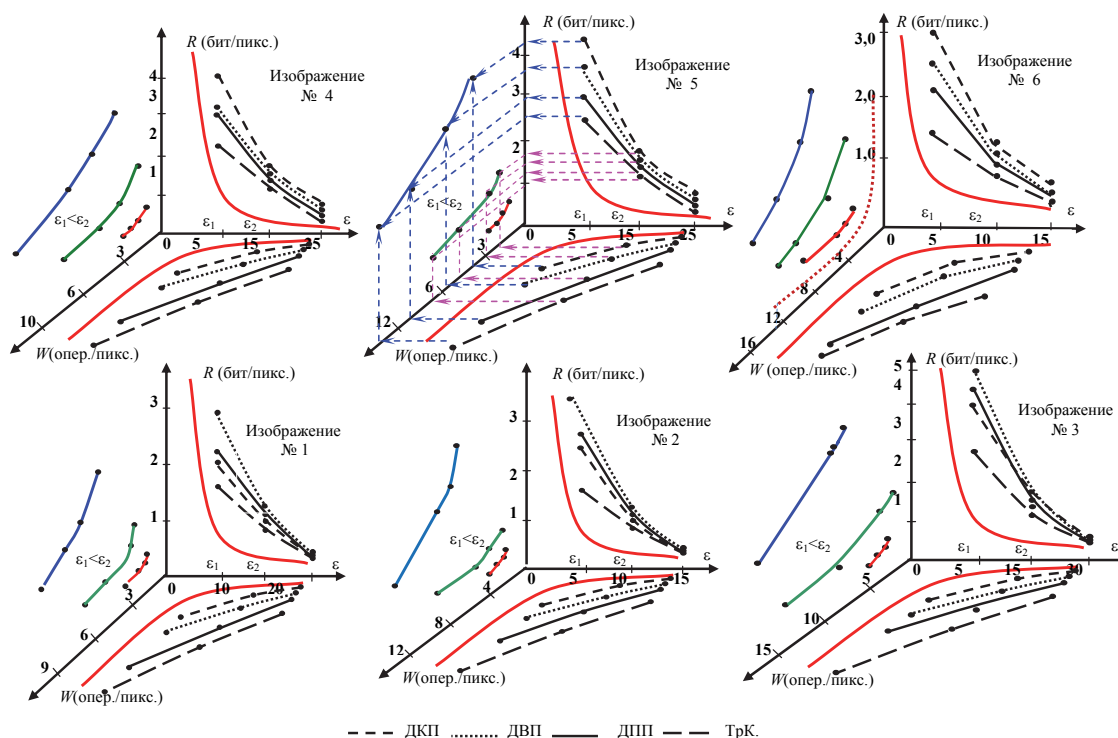 R (бит/пикс.)
Изображение
№ 4
4
3
2
1
ε₁<ε₂
ε₁
ε₂
ε
0
5
15
25
3
6
10
W(опер./пикс.)
R (бит/пикс.)
Изображение
№ 5
4
3
2
1
ε₁<ε₂
ε₁
ε₂
ε
0
5
15
25
3
6
12
W(опер./пикс.)
R (бит/пикс.)
3,0
Изображение
№ 6
2,0
1,0
ε
0
5
10
15
4
8
12
16
W(опер./пикс.)
R (бит/пикс.)
3
Изображение
№ 1
2
1
ε₁<ε₂
ε₁
ε₂
ε
0
10
20
3
6
9
W(опер./пикс.)
R (бит/пикс.)
3
Изображение
№ 2
2
1
ε₁<ε₂
ε₁
ε₂
ε
0
5
10
15
4
8
12
W(опер./пикс.)
R (бит/пикс.)
5
4
3
Изображение
№ 3
2
1
ε₁<ε₂
ε₁
ε₂
ε
0
5
15
30
5
10
15
W(опер./пикс.)
ДКП ДВП ДПП ТрК.